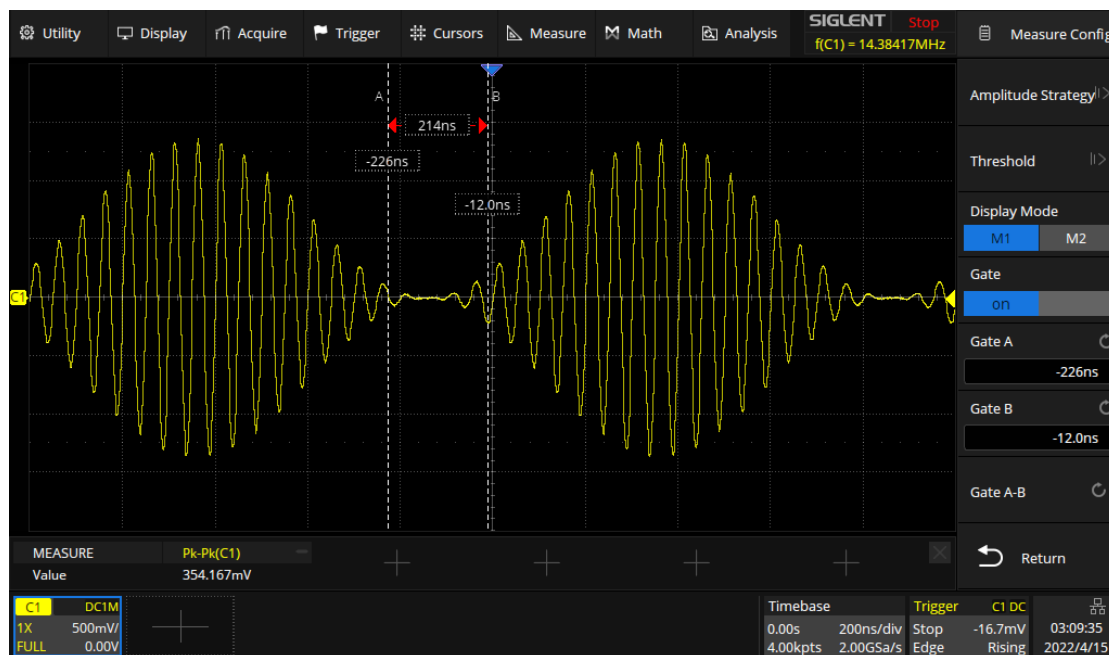 Utility Display Acquire Trigger Cursors Measure Math Analysis
SIGLENT Stop
f(C1) = 14.38417MHz
Measure Config
A
B
214ns
-226ns
-12.0ns
C1
Amplitude Strategy
Threshold
Display Mode
M1 M2
Gate
on
Gate A
-226ns
Gate B
-12.0ns
Gate A-B
Return
MEASURE Pk-Pk(C1)
Value 354.167mV
C1 DC1M
1X 500mV/
FULL 0.00V
Timebase
0.00s 200ns/div
4.00kpts 2.00GSa/s
Trigger C1 DC
Stop -16.7mV
Edge Rising
03:09:35
2022/4/15